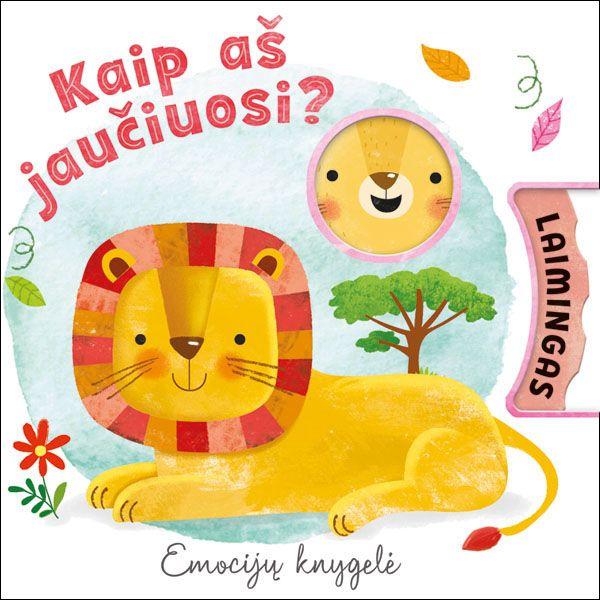 Kaip aš
jaučiuosi?
LAIMINGAS
Emocijų knygelė